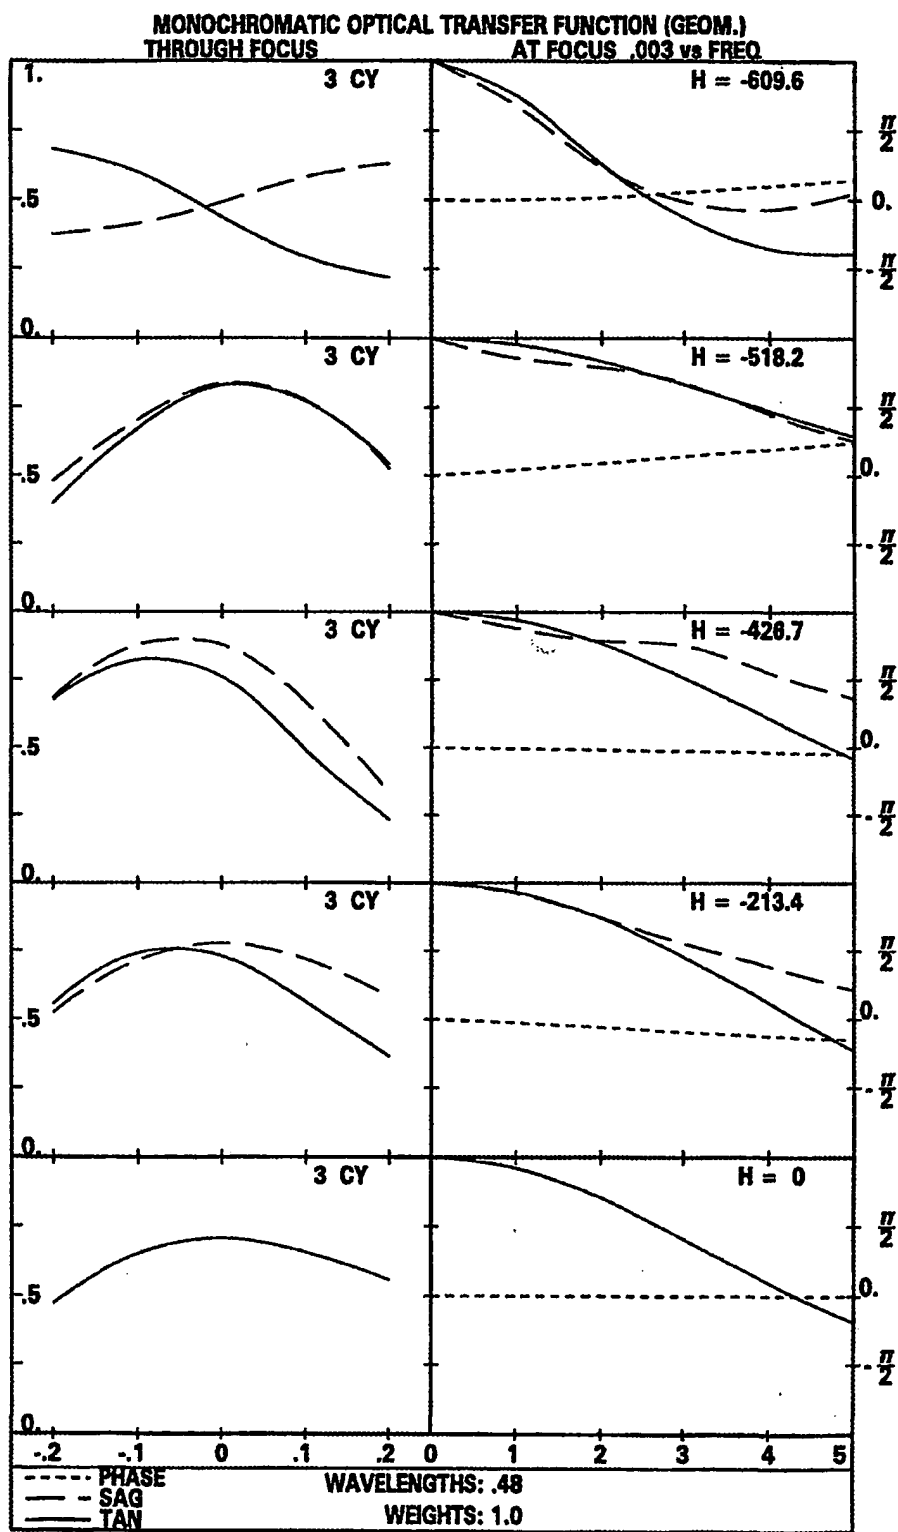 MONOCHROMATIC OPTICAL TRANSFER FUNCTION (GEOM.)
THROUGH FOCUS AT FOCUS .003 vs FREQ
1. 3 CY H = -609.6
π/2
.5 0.
-π/2
0.
3 CY H = -518.2
π/2
.5 0.
-π/2
0.
3 CY H = -426.7
π/2
.5 0.
-π/2
0.
3 CY H = -213.4
π/2
.5 0.
-π/2
0.
3 CY H = 0
π/2
.5 0.
-π/2
0.
-.2 -.1 0 .1 .2 0 1 2 3 4 5
PHASE WAVELENGTHS: .48
SAG
TAN WEIGHTS: 1.0